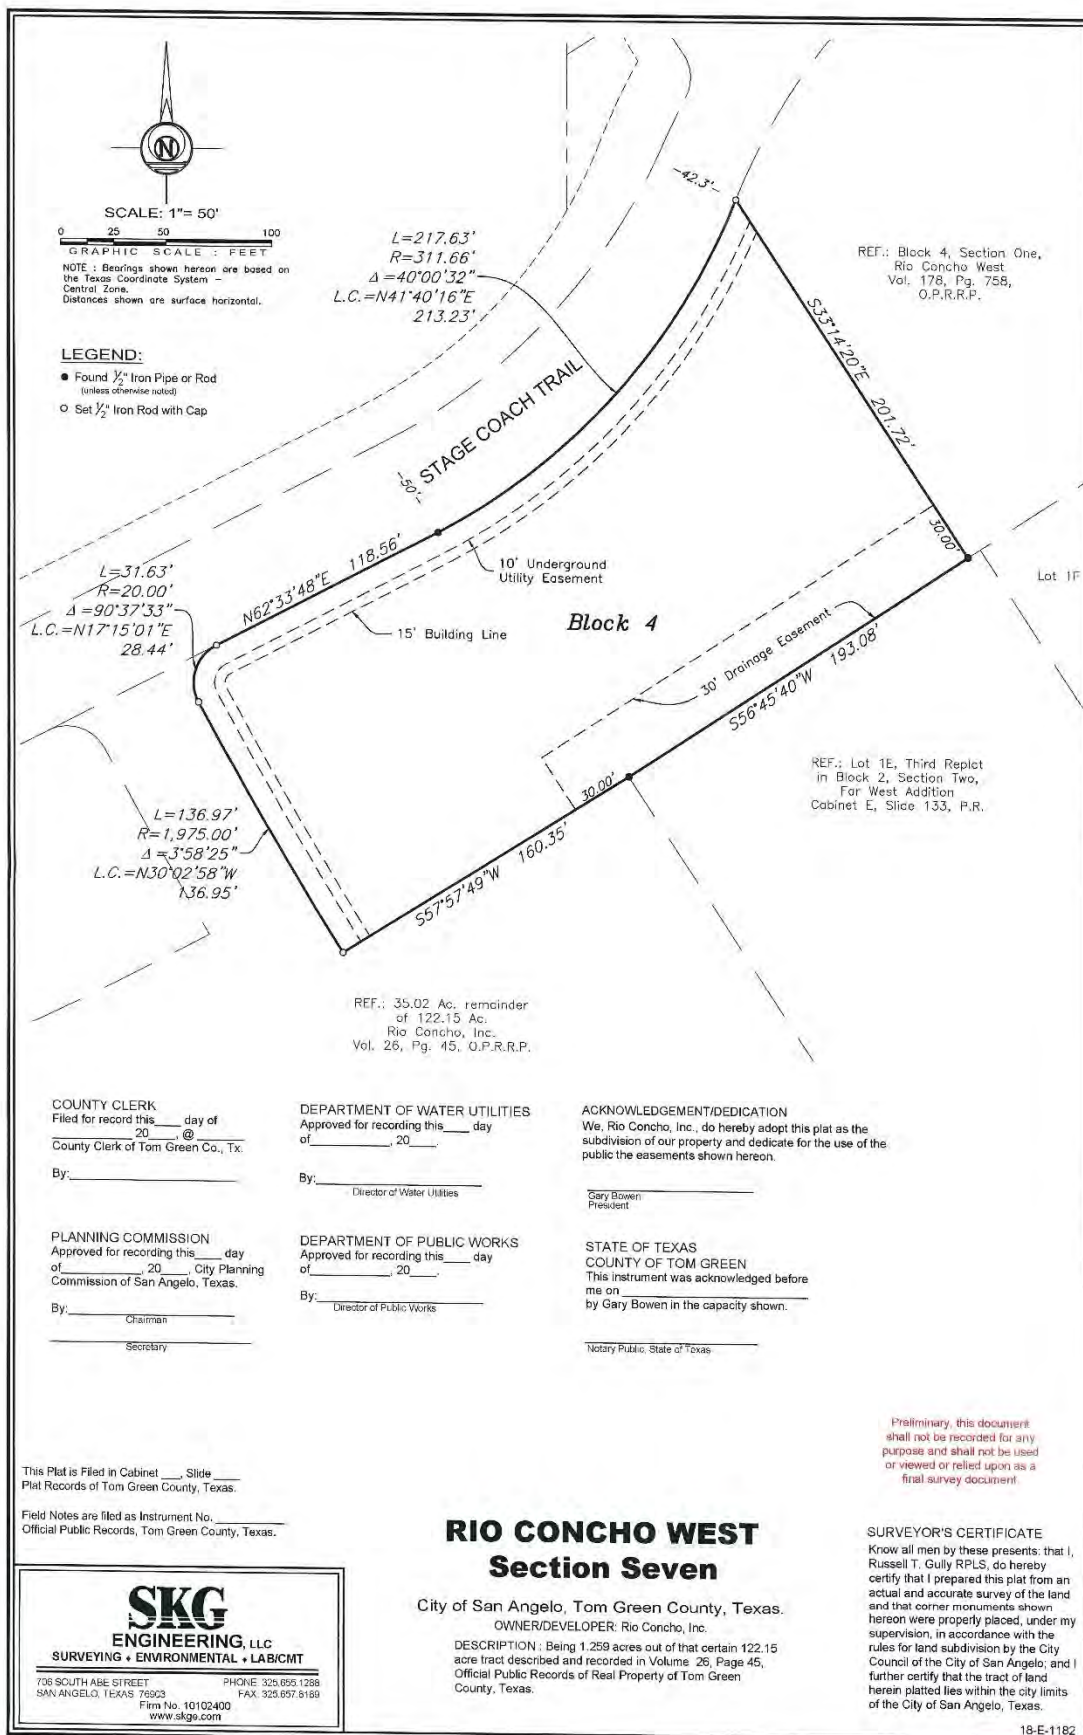 N
SCALE: 1"= 50'
0 25 50 100
GRAPHIC SCALE : FEET
NOTE : Bearings shown hereon are based on
the Texas Coordinate System -
Central Zone.
Distances shown are surface horizontal.
LEGEND:
● Found ½" Iron Pipe or Rod
(unless otherwise noted)
○ Set ½" Iron Rod with Cap
L=217.63'
R=311.66'
Δ=40°00'32"
L.C.=N41°40'16"E
213.23'
-42.3'-
REF.: Block 4, Section One,
Rio Concho West
Vol. 178, Pg. 758,
O.P.R.R.P.
S33°14'20"E 201.72'
STAGE COACH TRAIL
-50'-
30.00'
Lot 1F
N62°33'48"E 118.56'
10' Underground
Utility Easement
L=31.63'
R=20.00'
Δ=90°37'33"
L.C.=N17°15'01"E
28.44'
15' Building Line
Block 4
30' Drainage Easement
S56°45'40"W 193.08'
REF.: Lot 1E, Third Replat
in Block 2, Section Two,
Far West Addition
Cabinet E, Slide 133, P.R.
30.00'
L=136.97'
R=1,975.00'
Δ=3°58'25"
L.C.=N30°02'58"W
136.95'
S57°57'49"W 160.35'
REF.: 35.02 Ac. remainder
of 122.15 Ac.
Rio Concho, Inc.
Vol. 26, Pg. 45, O.P.R.R.P.
COUNTY CLERK
Filed for record this____ day of
__________ 20____, @ ______
County Clerk of Tom Green Co., Tx.
By:__________________
DEPARTMENT OF WATER UTILITIES
Approved for recording this____ day
of__________, 20____.
By:__________________
Director of Water Utilities
ACKNOWLEDGEMENT/DEDICATION
We, Rio Concho, Inc., do hereby adopt this plat as the
subdivision of our property and dedicate for the use of the
public the easements shown hereon.
Gary Bowen
President
PLANNING COMMISSION
Approved for recording this____ day
of__________, 20____, City Planning
Commission of San Angelo, Texas.
By:__________________
Chairman
Secretary
DEPARTMENT OF PUBLIC WORKS
Approved for recording this____ day
of__________, 20____.
By:__________________
Director of Public Works
STATE OF TEXAS
COUNTY OF TOM GREEN
This instrument was acknowledged before
me on __________________
by Gary Bowen in the capacity shown.
Notary Public, State of Texas
Preliminary, this document
shall not be recorded for any
purpose and shall not be used
or viewed or relied upon as a
final survey document
This Plat is Filed in Cabinet ___, Slide ____
Plat Records of Tom Green County, Texas.
Field Notes are filed as Instrument No. __________
Official Public Records, Tom Green County, Texas.
SKG
ENGINEERING, LLC
SURVEYING ♦ ENVIRONMENTAL ♦ LAB/CMT
706 SOUTH ABE STREET PHONE: 325.655.1288
SAN ANGELO, TEXAS 76903 FAX: 325.657.8189
Firm No. 10102400
www.skge.com
RIO CONCHO WEST
Section Seven
City of San Angelo, Tom Green County, Texas.
OWNER/DEVELOPER: Rio Concho, Inc.
DESCRIPTION : Being 1.259 acres out of that certain 122.15
acre tract described and recorded in Volume 26, Page 45,
Official Public Records of Real Property of Tom Green
County, Texas.
SURVEYOR'S CERTIFICATE
Know all men by these presents: that I,
Russell T. Gully RPLS, do hereby
certify that I prepared this plat from an
actual and accurate survey of the land
and that corner monuments shown
hereon were properly placed, under my
supervision, in accordance with the
rules for land subdivision by the City
Council of the City of San Angelo; and I
further certify that the tract of land
herein platted lies within the city limits
of the City of San Angelo, Texas.
18-E-1182